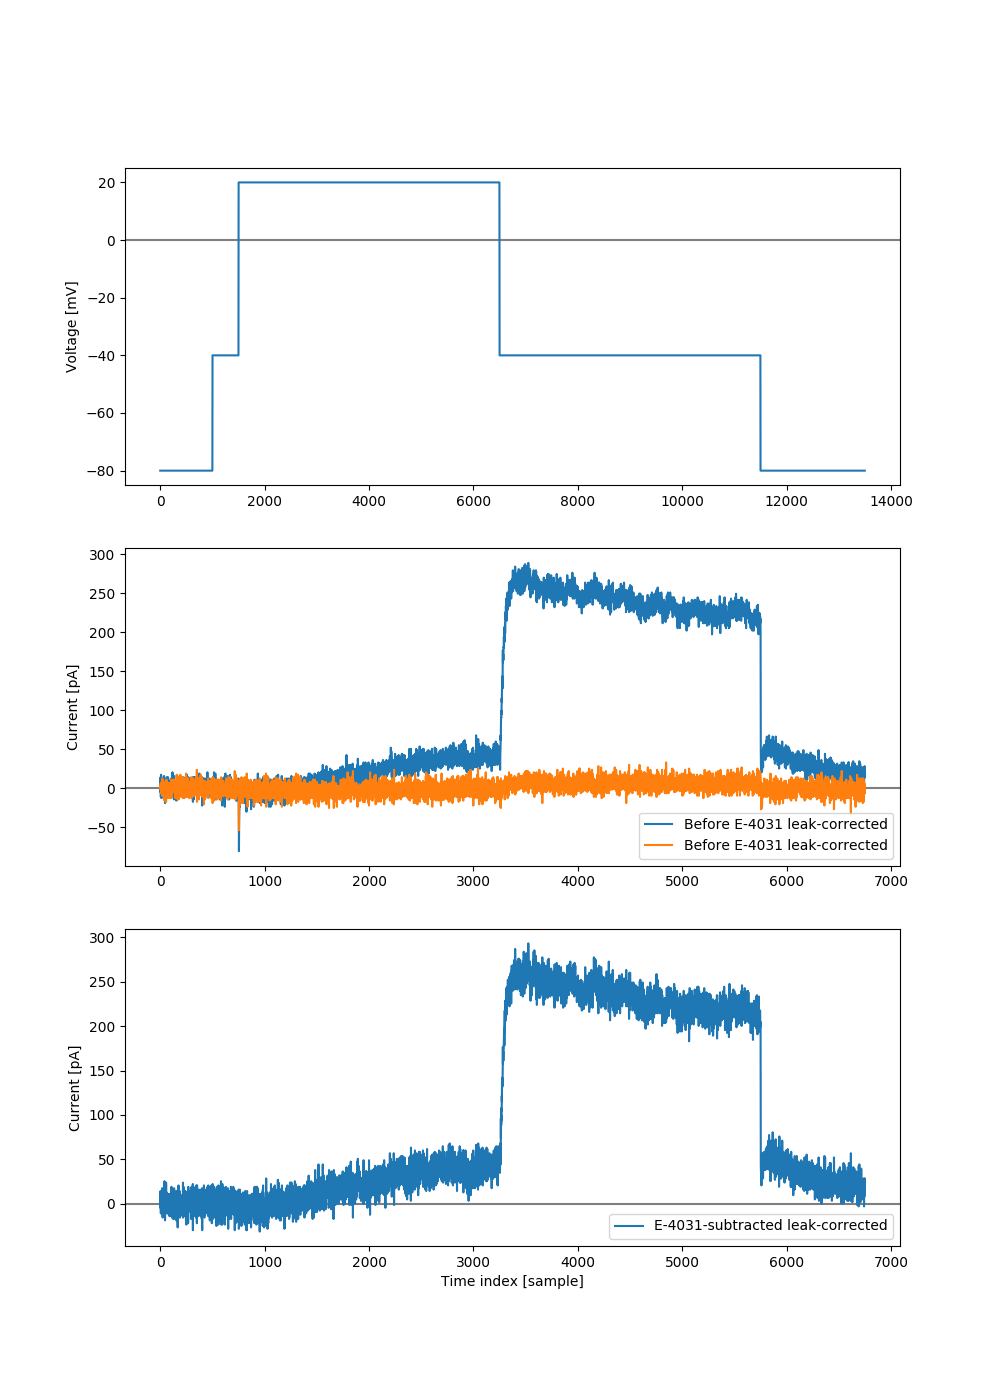 20
0
−20
−40
−60
−80
Voltage [mV]
0 2000 4000 6000 8000 10000 12000 14000
300
250
200
150
100
50
0
−50
Current [pA]
Before E-4031 leak-corrected
Before E-4031 leak-corrected
0 1000 2000 3000 4000 5000 6000 7000
300
250
200
150
100
50
0
Current [pA]
E-4031-subtracted leak-corrected
0 1000 2000 3000 4000 5000 6000 7000
Time index [sample]